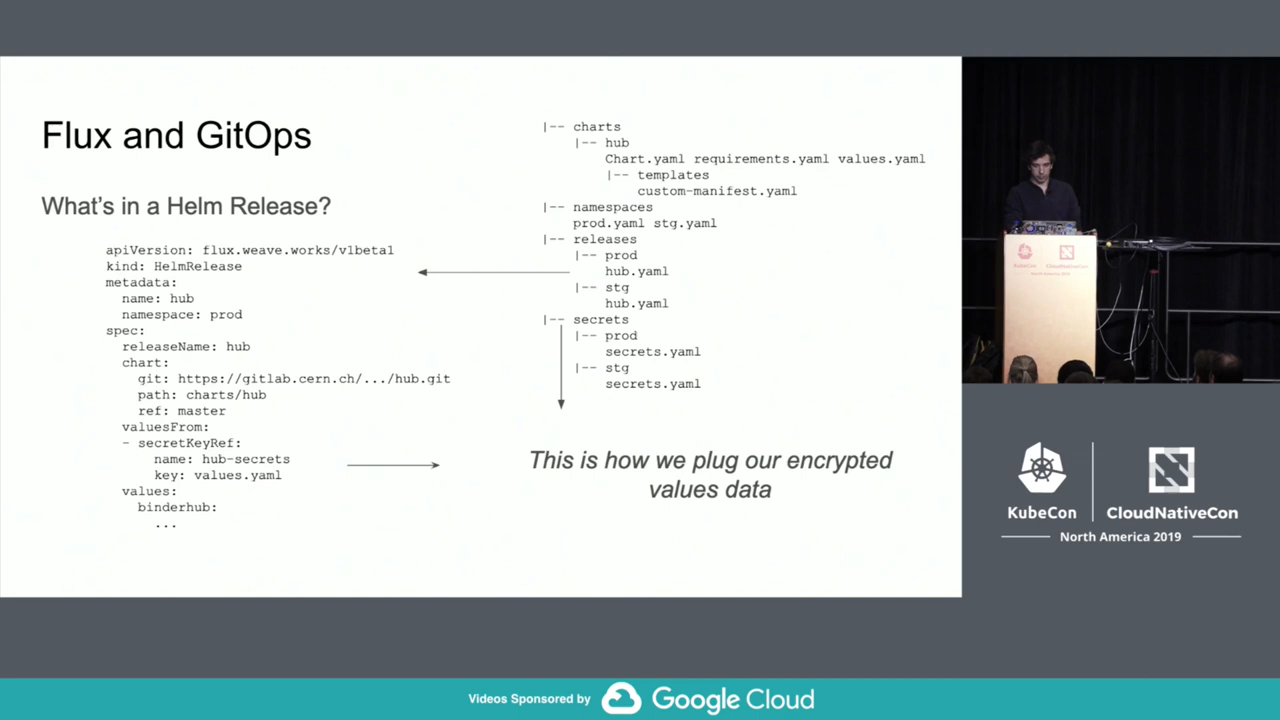 Flux and GitOps
What's in a Helm Release?
apiVersion: flux.weave.works/v1beta1
kind: HelmRelease
metadata:
name: hub
namespace: prod
spec:
releaseName: hub
chart:
git: https://gitlab.cern.ch/.../hub.git
path: charts/hub
ref: master
valuesFrom:
- secretKeyRef:
name: hub-secrets
key: values.yaml
values:
binderhub:
...
|-- charts
|-- hub
Chart.yaml requirements.yaml values.yaml
|-- templates
custom-manifest.yaml
|-- namespaces
prod.yaml stg.yaml
|-- releases
|-- prod
hub.yaml
|-- stg
hub.yaml
|-- secrets
|-- prod
secrets.yaml
|-- stg
secrets.yaml
This is how we plug our encrypted
values data
KubeCon CloudNativeCon
North America 2019
KubeCon CloudNativeCon
North America 2019
Videos Sponsored by Google Cloud